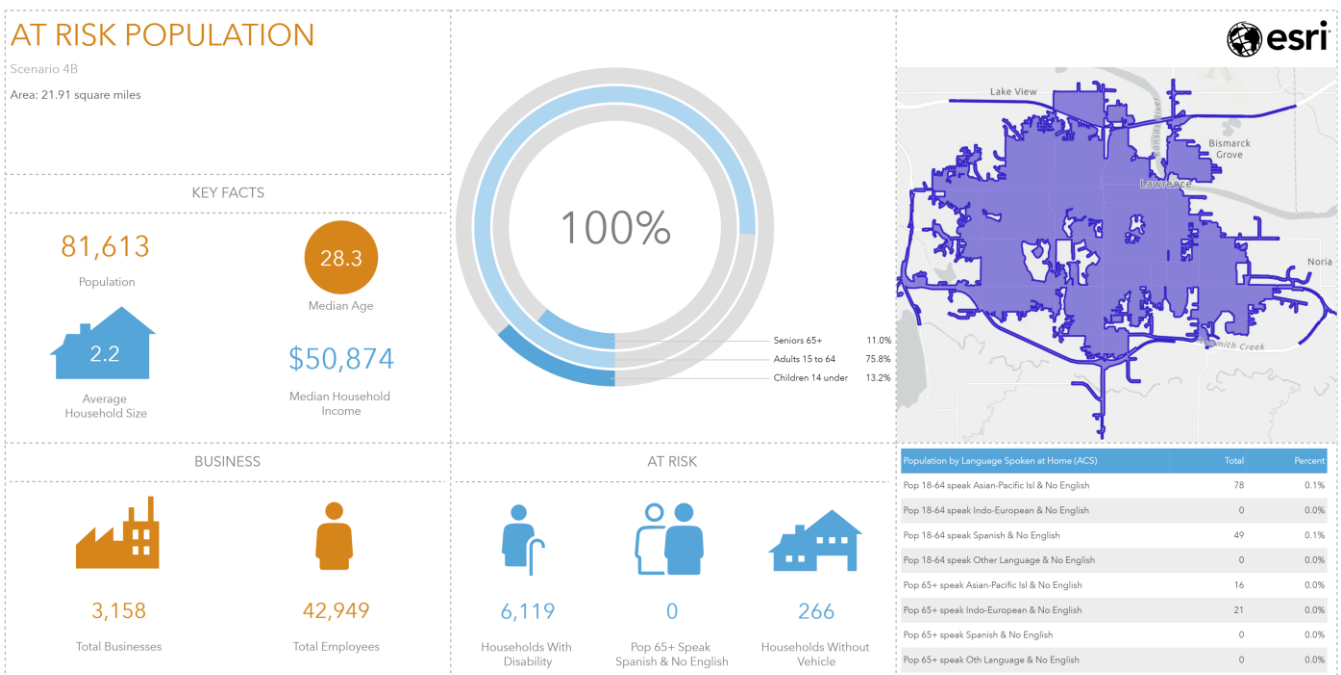 AT RISK POPULATION
Scenario 4B
Area: 21.91 square miles
KEY FACTS
81,613
Population
28.3
Median Age
2.2
Average
Household Size
$50,874
Median Household
Income
100%
Seniors 65+ 11.0%
Adults 15 to 64 75.8%
Children 14 under 13.2%
esri
Lake View
Kansas River
Bismarck
Grove
Lawrence
Noria
smith Creek
BUSINESS
3,158
Total Businesses
42,949
Total Employees
AT RISK
6,119
Households With
Disability
0
Pop 65+ Speak
Spanish & No English
266
Households Without
Vehicle
Population by Language Spoken at Home (ACS) Total Percent
Pop 18-64 speak Asian-Pacific Isl & No English 78 0.1%
Pop 18-64 speak Indo-European & No English 0 0.0%
Pop 18-64 speak Spanish & No English 49 0.1%
Pop 18-64 speak Other Language & No English 0 0.0%
Pop 65+ speak Asian-Pacific Isl & No English 16 0.0%
Pop 65+ speak Indo-European & No English 21 0.0%
Pop 65+ speak Spanish & No English 0 0.0%
Pop 65+ speak Oth Language & No English 0 0.0%